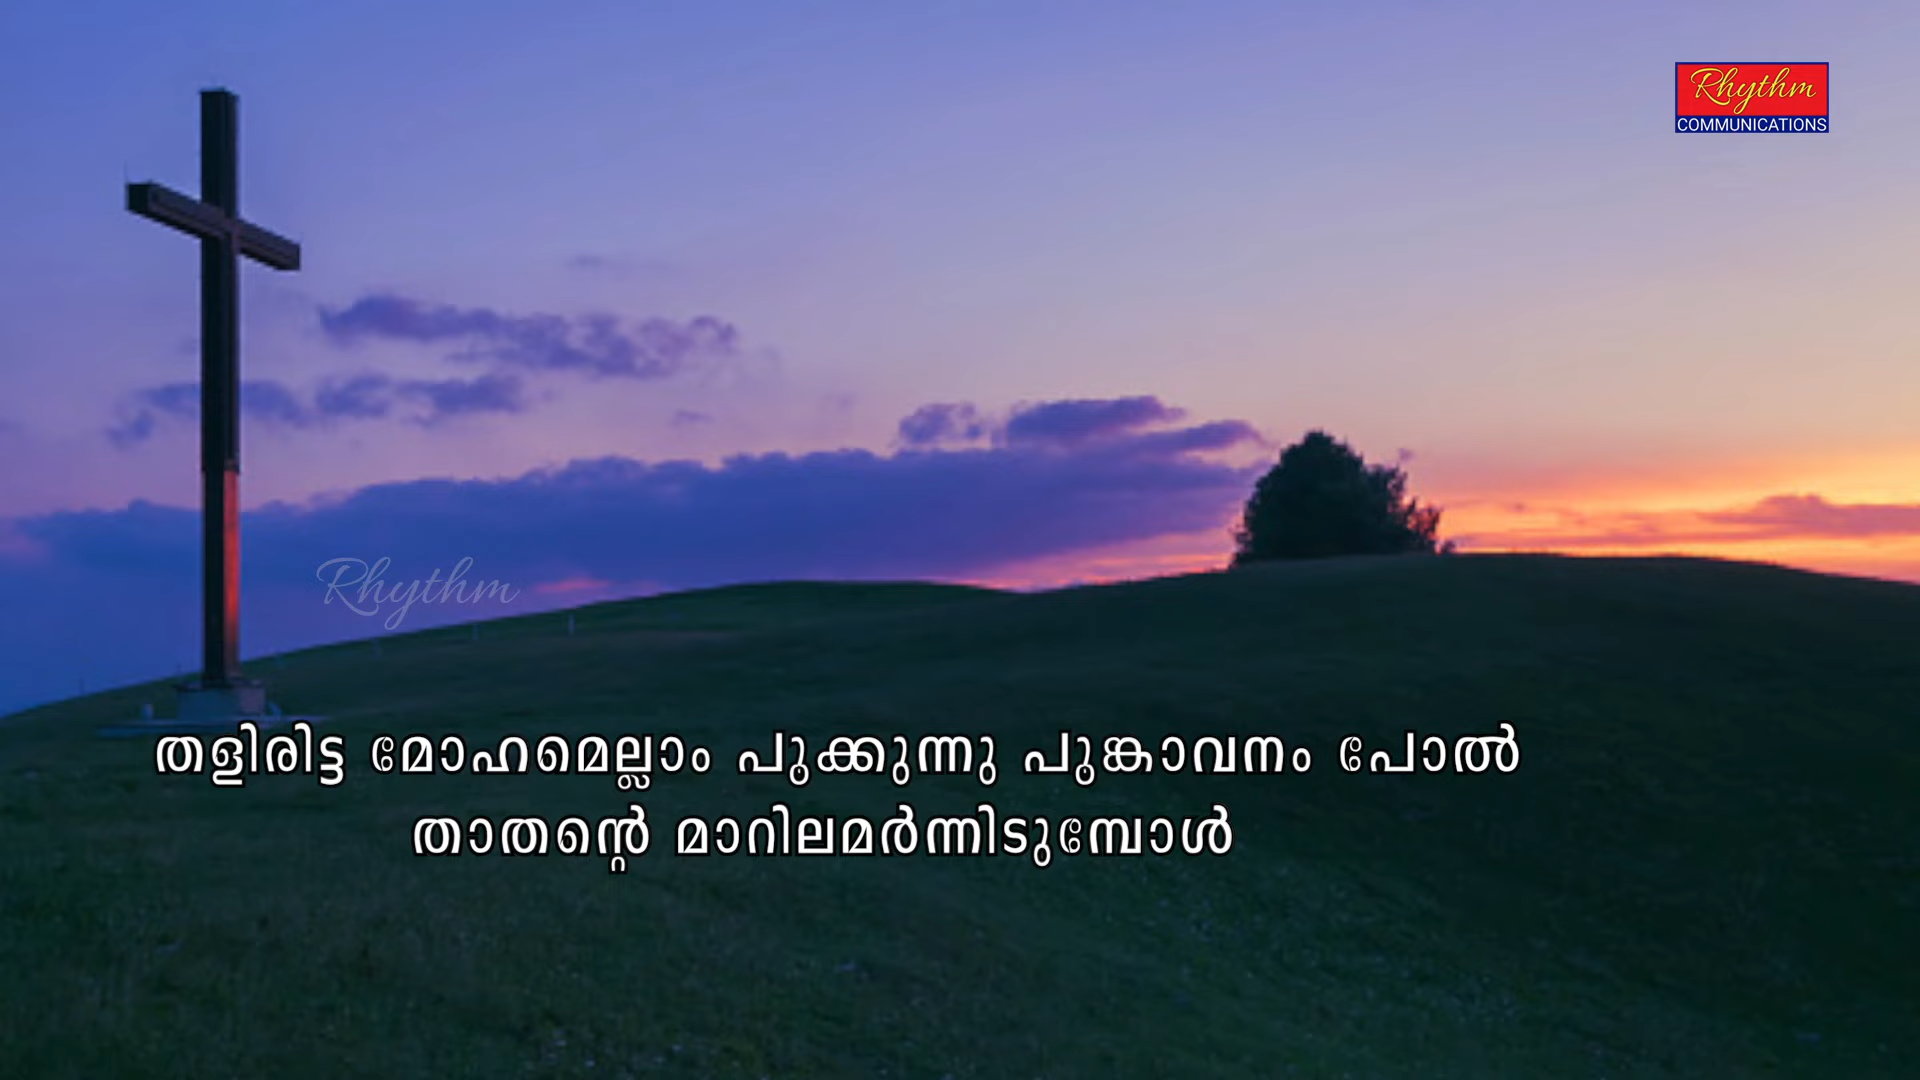 Rhythm
COMMUNICATIONS
Rhythm
തളിരിട്ട മോഹമെല്ലാം പൂക്കുന്നു പൂങ്കാവനം പോൽ
താതന്റെ മാറിലമർന്നിടുമ്പോൾ